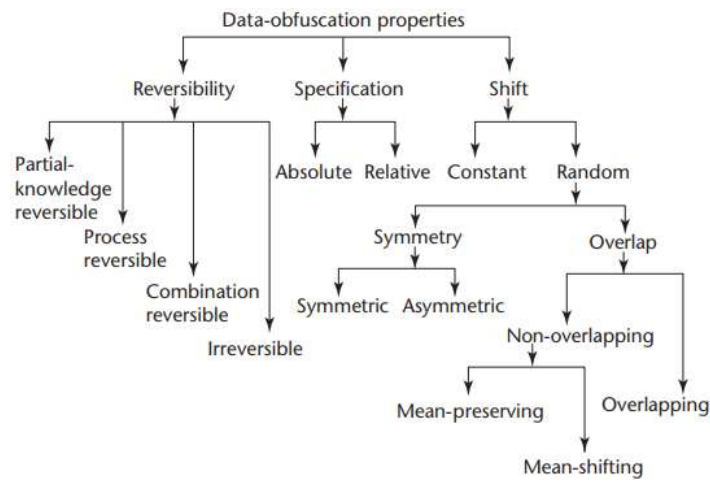 Data-obfuscation properties
Reversibility
Specification
Shift
Partial-
knowledge
reversible
Process
reversible
Combination
reversible
Irreversible
Absolute
Relative
Constant
Random
Symmetry
Overlap
Symmetric
Asymmetric
Non-overlapping
Overlapping
Mean-preserving
Mean-shifting